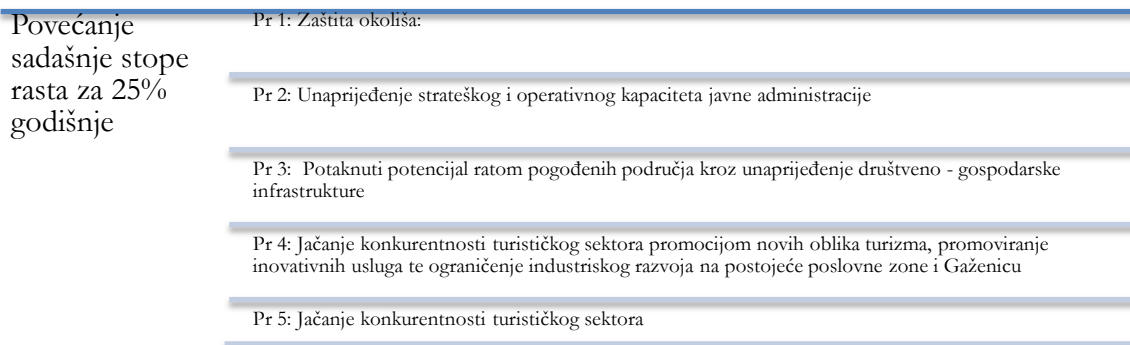 Povećanje
sadašnje stope
rasta za 25%
godišnje
Pr 1: Zaštita okoliša:
Pr 2: Unaprijeđenje strateškog i operativnog kapaciteta javne administracije
Pr 3: Potaknuti potencijal ratom pogođenih područja kroz unaprijeđenje društveno - gospodarske
infrastrukture
Pr 4: Jačanje konkurentnosti turističkog sektora promocijom novih oblika turizma, promoviranje
inovativnih usluga te ograničenje industriskog razvoja na postojeće poslovne zone i Gaženicu
Pr 5: Jačanje konkurentnosti turističkog sektora